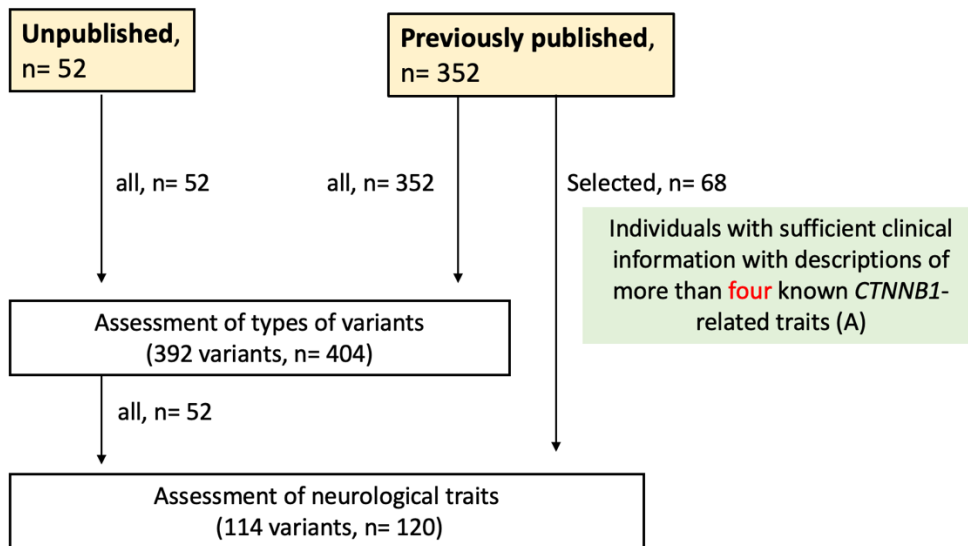 Unpublished,
n= 52
Previously published,
n= 352
all, n= 52
all, n= 352
Selected, n= 68
Individuals with sufficient clinical
information with descriptions of
more than four known CTNNB1-
related traits (A)
Assessment of types of variants
(392 variants, n= 404)
all, n= 52
Assessment of neurological traits
(114 variants, n= 120)